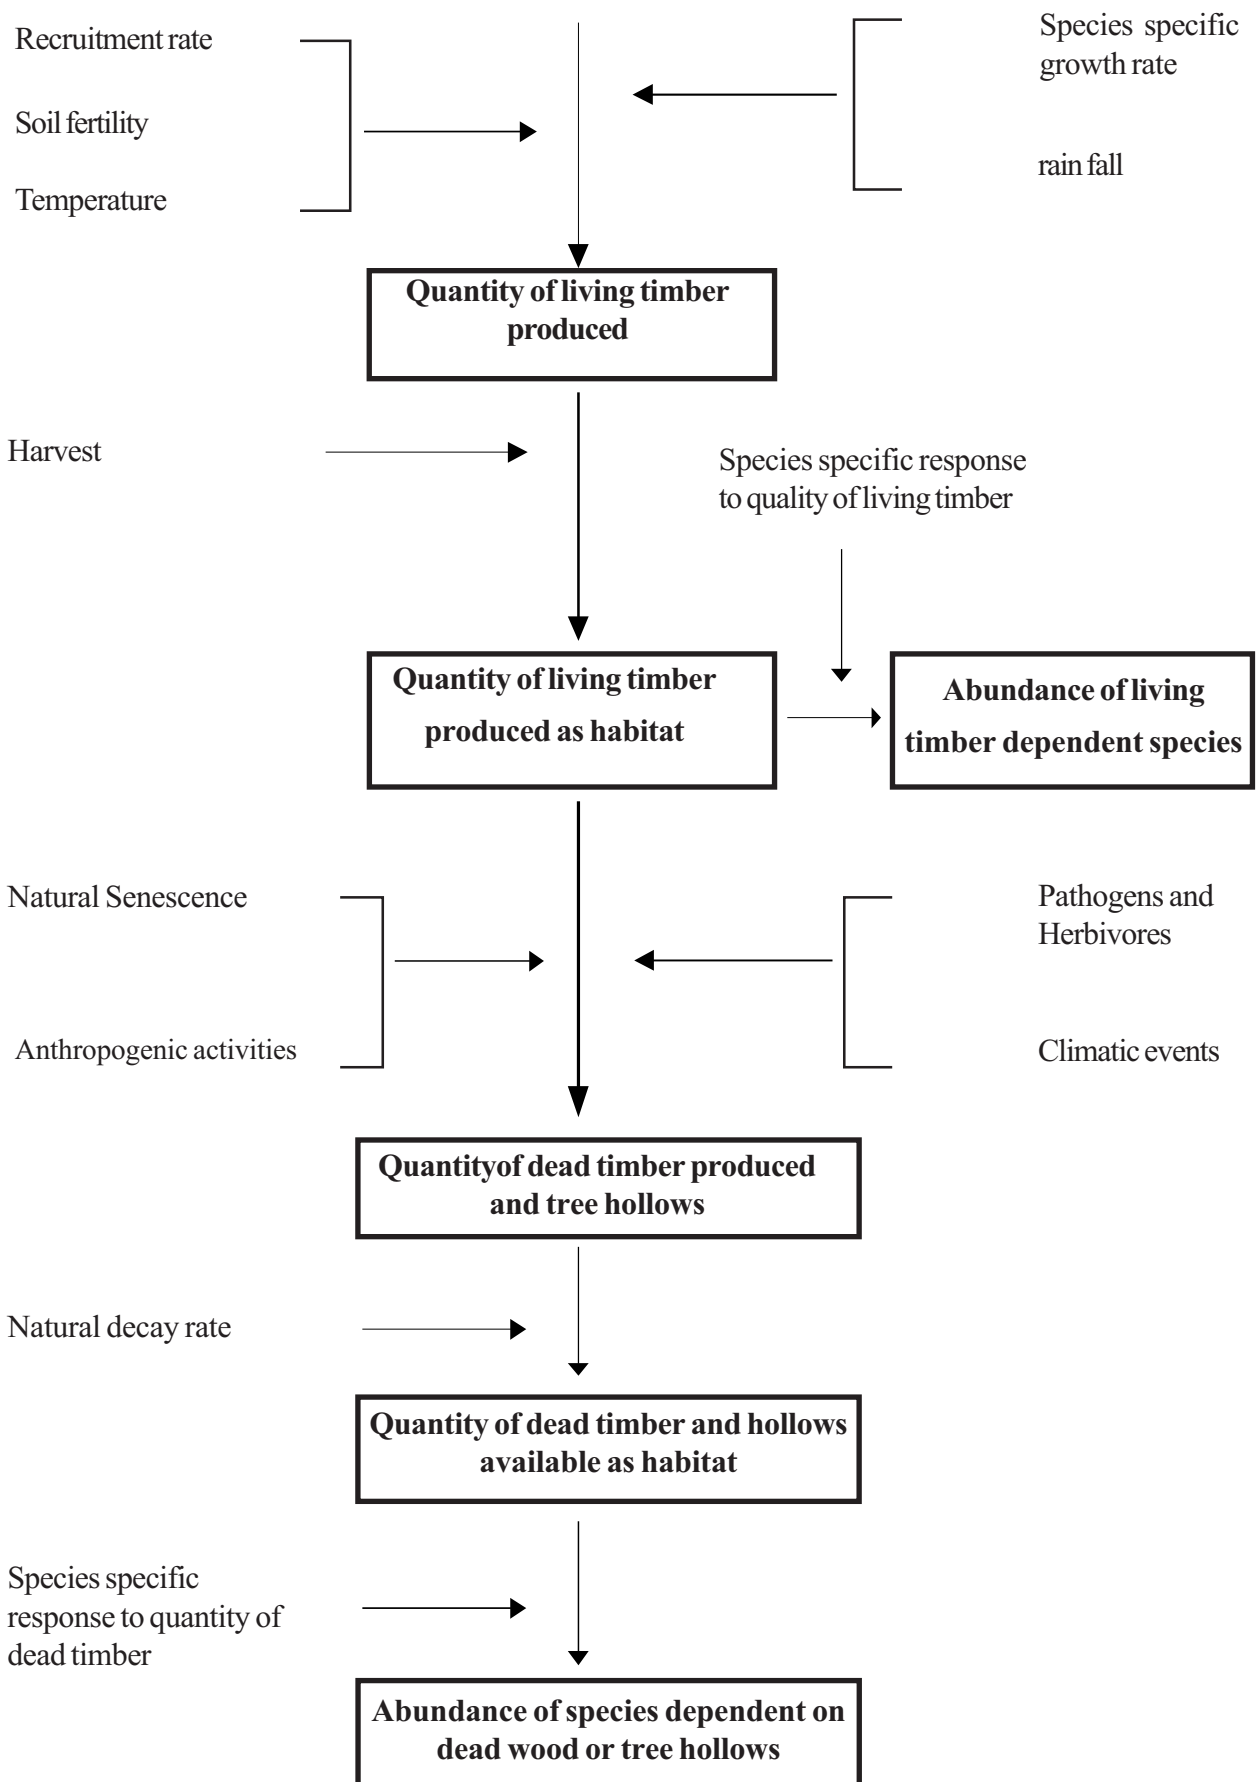 Recruitment rate
Soil fertility
Temperature
Species specific
growth rate
rain fall
Quantity of living timber
produced
Harvest
Species specific response
to quality of living timber
Quantity of living timber
produced as habitat
Abundance of living
timber dependent species
Natural Senescence
Anthropogenic activities
Pathogens and
Herbivores
Climatic events
Quantityof dead timber produced
and tree hollows
Natural decay rate
Quantity of dead timber and hollows
available as habitat
Species specific
response to quantity of
dead timber
Abundance of species dependent on
dead wood or tree hollows